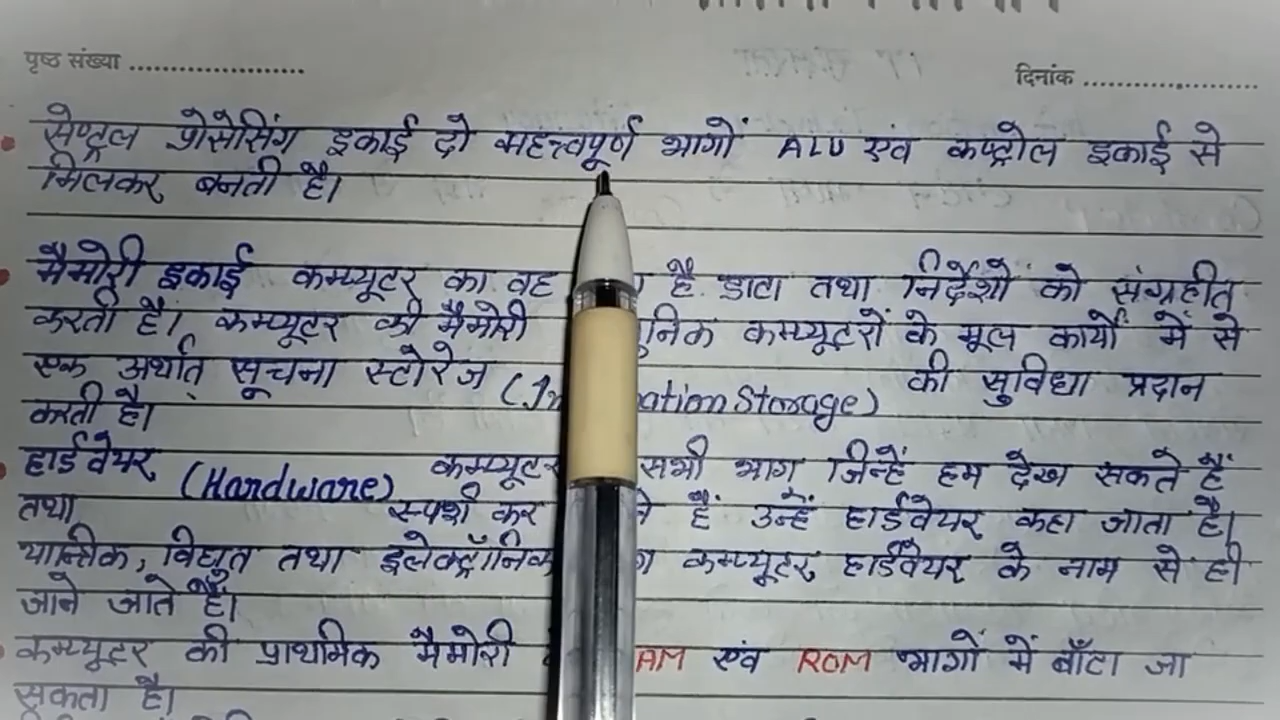 पृष्ठ संख्या ........................
दिनांक ........................
सेण्ट्रल प्रोसेसिंग इकाई दो महत्त्वपूर्ण भागों ALU एंव कण्ट्रोल इकाई से
मिलकर बनती है।
मैमोरी इकाई कम्प्यूटर का वह है डाटा तथा निर्देशों को संग्रहीत
करती है। कम्प्यूटर की मैमोरी कम्प्यूटरों के मूल कार्यों में से
एक अर्थात् सूचना स्टोरेज की सुविधा प्रदान
(In ation Storage)
करती है।
हार्डवेयर (Hardware) कम्प्यूटर सभी भाग जिन्हें हम देख सकते हैं
तथा स्पर्श कर हैं उन्हें हार्डवेयर कहा जाता है।
यान्त्रिक, विद्युत तथा इलेक्ट्रॉनिक कम्प्यूटर हार्डवेयर के नाम से ही
जाने जाते हैं।
कम्प्यूटर की प्राथमिक मैमोरी AM एंव ROM भागों में बाँटा जा
सकता है।